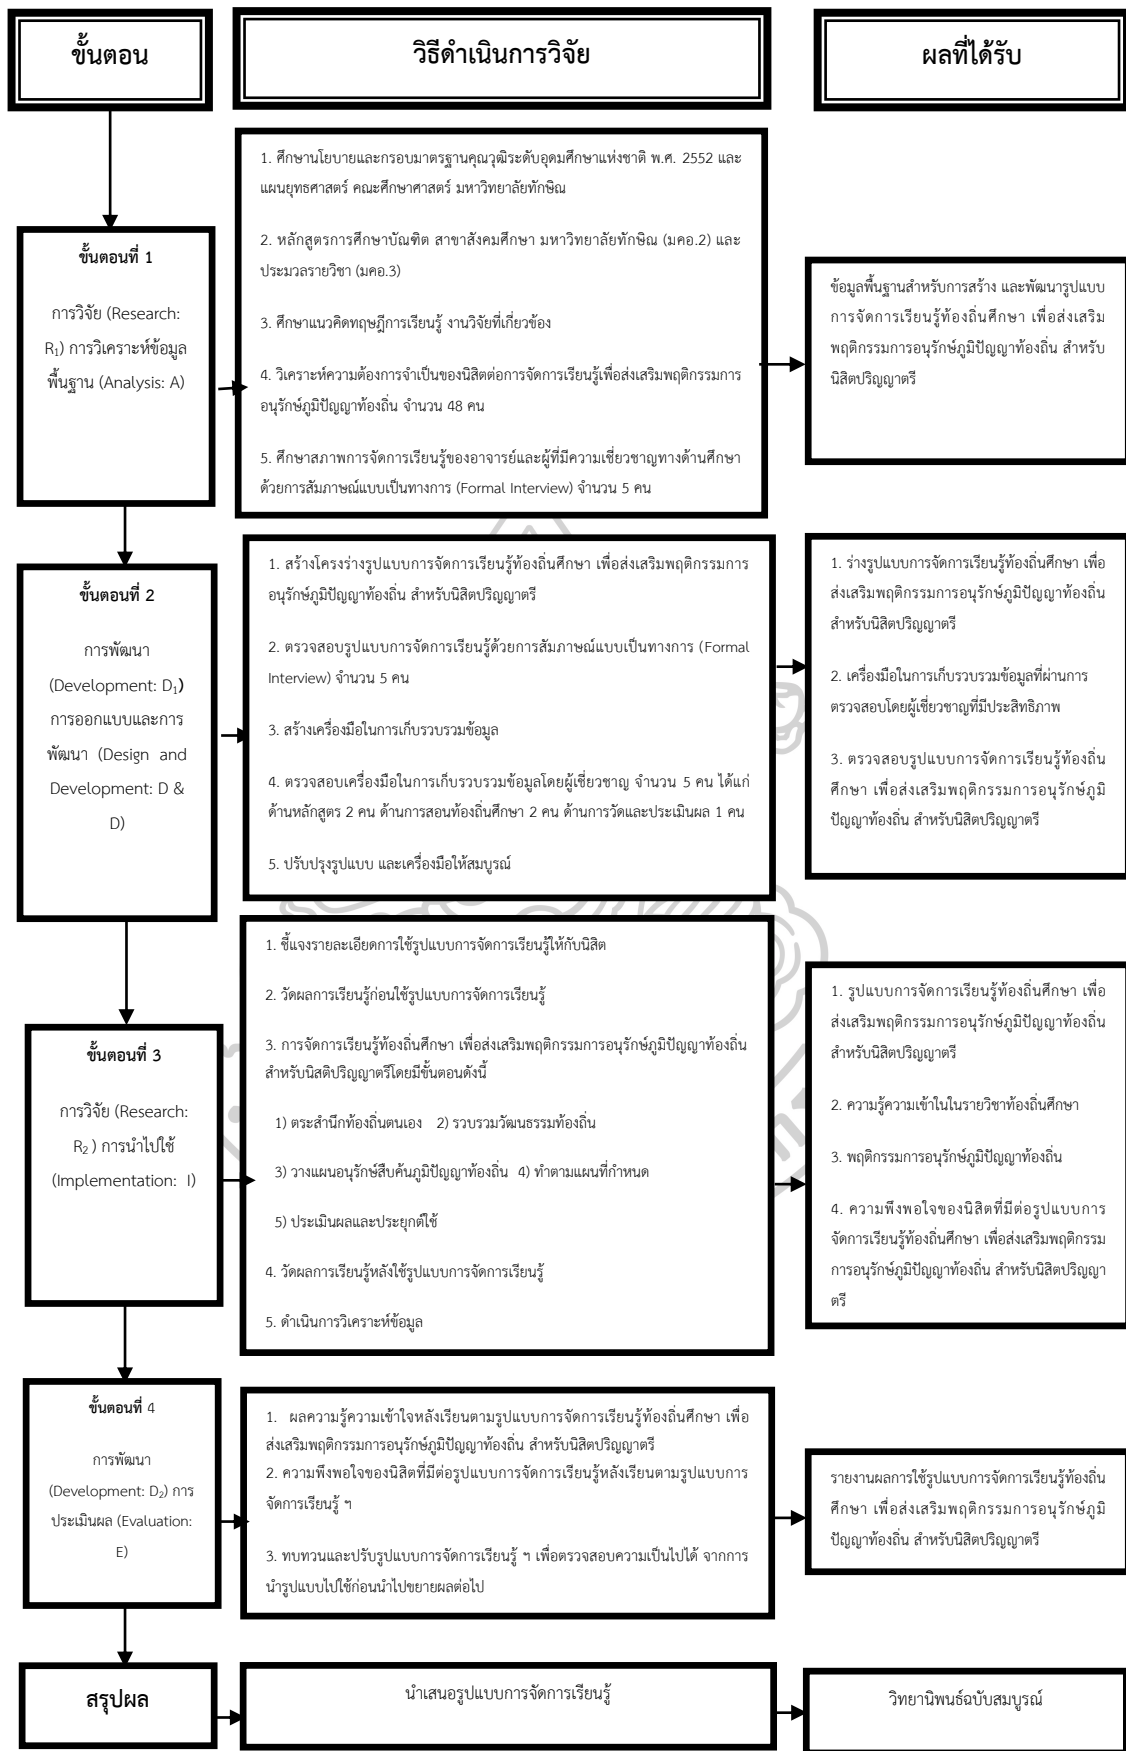 ขั้นตอน
วิธีดำเนินการวิจัย
ผลที่ได้รับ
ขั้นตอนที่ 1
การวิจัย (Research:
R₁) การวิเคราะห์ข้อมูล
พื้นฐาน (Analysis: A)
1. ศึกษานโยบายและกรอบมาตรฐานคุณวุฒิระดับอุดมศึกษาแห่งชาติ พ.ศ. 2552 และ
แผนยุทธศาสตร์ คณะศึกษาศาสตร์ มหาวิทยาลัยทักษิณ
2. หลักสูตรการศึกษาบัณฑิต สาขาสังคมศึกษา มหาวิทยาลัยทักษิณ (มคอ.2) และ
ประมวลรายวิชา (มคอ.3)
3. ศึกษาแนวคิดทฤษฎีการเรียนรู้ งานวิจัยที่เกี่ยวข้อง
4. วิเคราะห์ความต้องการจำเป็นของนิสิตต่อการจัดการเรียนรู้เพื่อส่งเสริมพฤติกรรมการ
อนุรักษ์ภูมิปัญญาท้องถิ่น จำนวน 48 คน
5. ศึกษาสภาพการจัดการเรียนรู้ของอาจารย์และผู้ที่มีความเชี่ยวชาญทางด้านศึกษา
ด้วยการสัมภาษณ์แบบเป็นทางการ (Formal Interview) จำนวน 5 คน
ข้อมูลพื้นฐานสำหรับการสร้าง และพัฒนารูปแบบ
การจัดการเรียนรู้ท้องถิ่นศึกษา เพื่อส่งเสริม
พฤติกรรมการอนุรักษ์ภูมิปัญญาท้องถิ่น สำหรับ
นิสิตปริญญาตรี
ขั้นตอนที่ 2
การพัฒนา
(Development: D₁)
การออกแบบและการ
พัฒนา (Design and
Development: D &
D)
1. สร้างโครงร่างรูปแบบการจัดการเรียนรู้ท้องถิ่นศึกษา เพื่อส่งเสริมพฤติกรรมการ
อนุรักษ์ภูมิปัญญาท้องถิ่น สำหรับนิสิตปริญญาตรี
2. ตรวจสอบรูปแบบการจัดการเรียนรู้ด้วยการสัมภาษณ์แบบเป็นทางการ (Formal
Interview) จำนวน 5 คน
3. สร้างเครื่องมือในการเก็บรวบรวมข้อมูล
4. ตรวจสอบเครื่องมือในการเก็บรวบรวมข้อมูลโดยผู้เชี่ยวชาญ จำนวน 5 คน ได้แก่
ด้านหลักสูตร 2 คน ด้านการสอนท้องถิ่นศึกษา 2 คน ด้านการวัดและประเมินผล 1 คน
5. ปรับปรุงรูปแบบ และเครื่องมือให้สมบูรณ์
1. ร่างรูปแบบการจัดการเรียนรู้ท้องถิ่นศึกษา เพื่อ
ส่งเสริมพฤติกรรมการอนุรักษ์ภูมิปัญญาท้องถิ่น
สำหรับนิสิตปริญญาตรี
2. เครื่องมือในการเก็บรวบรวมข้อมูลที่ผ่านการ
ตรวจสอบโดยผู้เชี่ยวชาญที่มีประสิทธิภาพ
3. ตรวจสอบรูปแบบการจัดการเรียนรู้ท้องถิ่น
ศึกษา เพื่อส่งเสริมพฤติกรรมการอนุรักษ์ภูมิ
ปัญญาท้องถิ่น สำหรับนิสิตปริญญาตรี
ขั้นตอนที่ 3
การวิจัย (Research:
R₂ ) การนำไปใช้
(Implementation: I)
1. ชี้แจงรายละเอียดการใช้รูปแบบการจัดการเรียนรู้ให้กับนิสิต
2. วัดผลการเรียนรู้ก่อนใช้รูปแบบการจัดการเรียนรู้
3. การจัดการเรียนรู้ท้องถิ่นศึกษา เพื่อส่งเสริมพฤติกรรมการอนุรักษ์ภูมิปัญญาท้องถิ่น
สำหรับนิสติปริญญาตรีโดยมีขั้นตอนดังนี้
1) ตระสำนึกท้องถิ่นตนเอง 2) รวบรวมวัฒนธรรมท้องถิ่น
3) วางแผนอนุรักษ์สืบค้นภูมิปัญญาท้องถิ่น 4) ทำตามแผนที่กำหนด
5) ประเมินผลและประยุกต์ใช้
4. วัดผลการเรียนรู้หลังใช้รูปแบบการจัดการเรียนรู้
5. ดำเนินการวิเคราะห์ข้อมูล
1. รูปแบบการจัดการเรียนรู้ท้องถิ่นศึกษา เพื่อ
ส่งเสริมพฤติกรรมการอนุรักษ์ภูมิปัญญาท้องถิ่น
สำหรับนิสิตปริญญาตรี
2. ความรู้ความเข้าในในรายวิชาท้องถิ่นศึกษา
3. พฤติกรรมการอนุรักษ์ภูมิปัญญาท้องถิ่น
4. ความพึงพอใจของนิสิตที่มีต่อรูปแบบการ
จัดการเรียนรู้ท้องถิ่นศึกษา เพื่อส่งเสริมพฤติกรรม
การอนุรักษ์ภูมิปัญญาท้องถิ่น สำหรับนิสิตปริญญา
ตรี
ขั้นตอนที่ 4
การพัฒนา
(Development: D₂) การ
ประเมินผล (Evaluation:
E)
1. ผลความรู้ความเข้าใจหลังเรียนตามรูปแบบการจัดการเรียนรู้ท้องถิ่นศึกษา เพื่อ
ส่งเสริมพฤติกรรมการอนุรักษ์ภูมิปัญญาท้องถิ่น สำหรับนิสิตปริญญาตรี
2. ความพึงพอใจของนิสิตที่มีต่อรูปแบบการจัดการเรียนรู้หลังเรียนตามรูปแบบการ
จัดการเรียนรู้ ฯ
3. ทบทวนและปรับรูปแบบการจัดการเรียนรู้ ฯ เพื่อตรวจสอบความเป็นไปได้ จากการ
นำรูปแบบไปใช้ก่อนนำไปขยายผลต่อไป
รายงานผลการใช้รูปแบบการจัดการเรียนรู้ท้องถิ่น
ศึกษา เพื่อส่งเสริมพฤติกรรมการอนุรักษ์ภูมิ
ปัญญาท้องถิ่น สำหรับนิสิตปริญญาตรี
สรุปผล
นำเสนอรูปแบบการจัดการเรียนรู้
วิทยานิพนธ์ฉบับสมบูรณ์